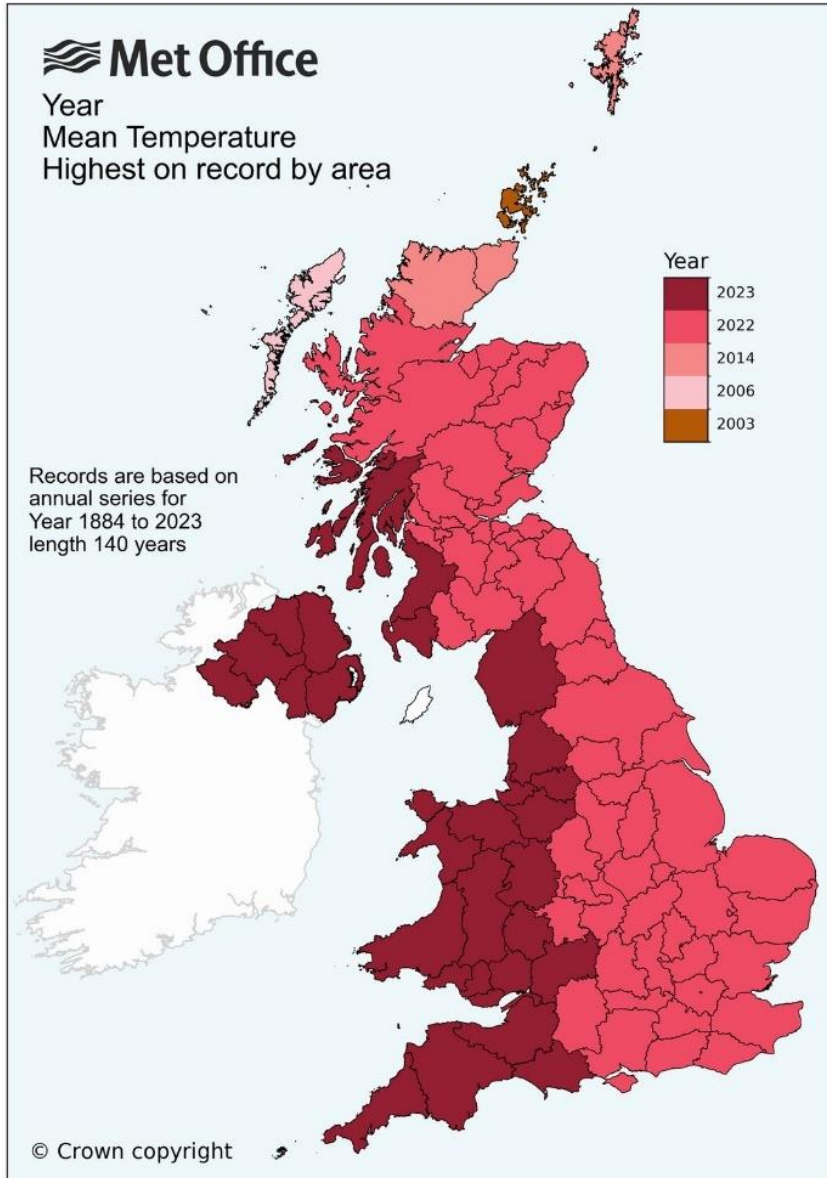 Met Office
Year
Mean Temperature
Highest on record by area
Year
2023
2022
2014
2006
2003
Records are based on
annual series for
Year 1884 to 2023
length 140 years
© Crown copyright